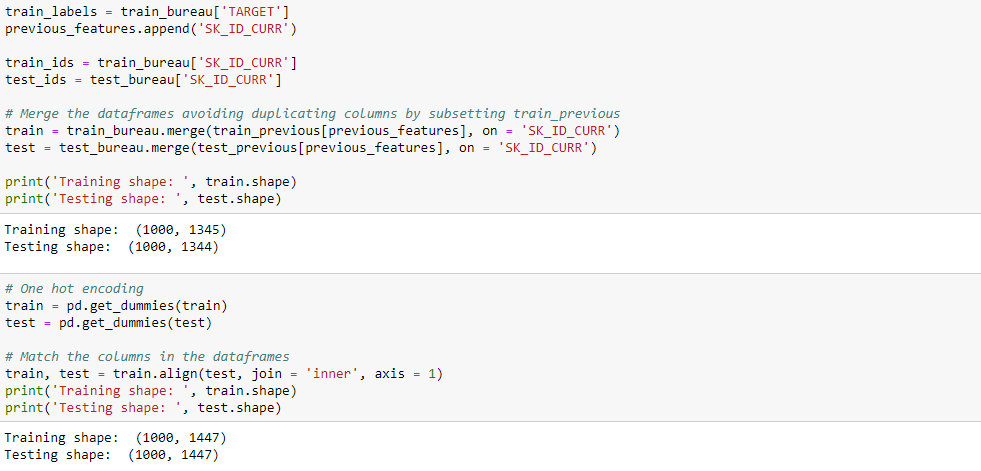 train_labels = train_bureau['TARGET']
previous_features.append('SK_ID_CURR')
train_ids = train_bureau['SK_ID_CURR']
test_ids = test_bureau['SK_ID_CURR']
# Merge the dataframes avoiding duplicating columns by subsetting train_previous
train = train_bureau.merge(train_previous[previous_features], on = 'SK_ID_CURR')
test = test_bureau.merge(test_previous[previous_features], on = 'SK_ID_CURR')
print('Training shape: ', train.shape)
print('Testing shape: ', test.shape)
Training shape:  (1000, 1345)
Testing shape:  (1000, 1344)
# One hot encoding
train = pd.get_dummies(train)
test = pd.get_dummies(test)
# Match the columns in the dataframes
train, test = train.align(test, join = 'inner', axis = 1)
print('Training shape: ', train.shape)
print('Testing shape: ', test.shape)
Training shape:  (1000, 1447)
Testing shape:  (1000, 1447)